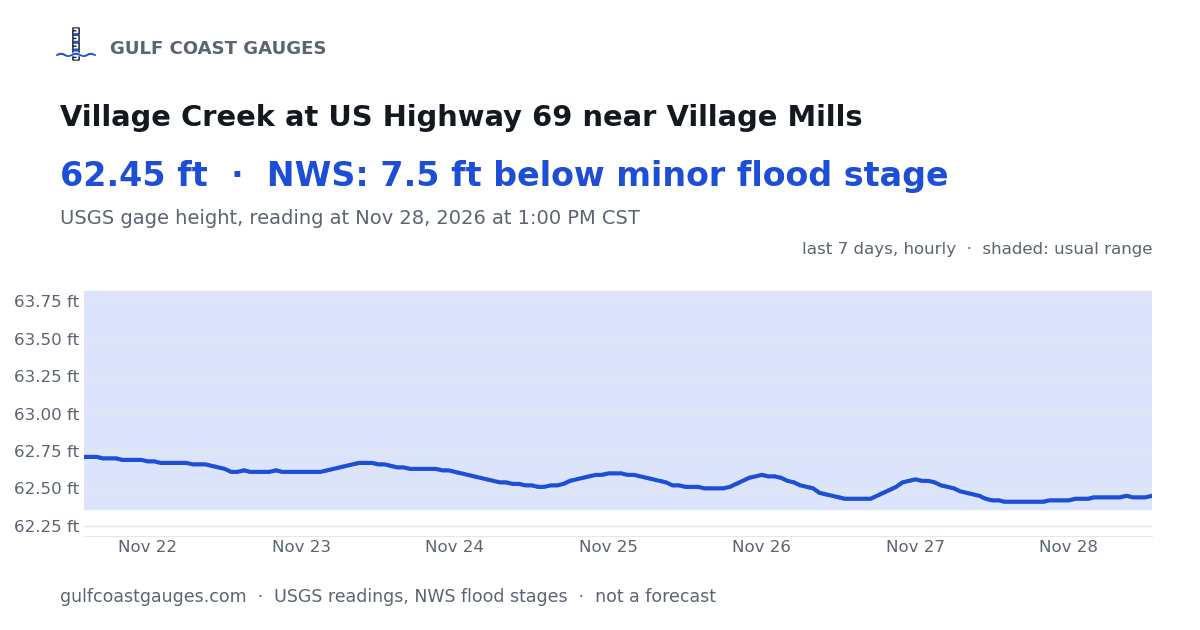 GULF COAST GAUGES
Village Creek at US Highway 69 near Village Mills
62.45 ft · NWS: 7.5 ft below minor flood stage
USGS gage height, reading at Nov 28, 2026 at 1:00 PM CST
last 7 days, hourly · shaded: usual range
63.75 ft
63.50 ft
63.25 ft
63.00 ft
62.75 ft
62.50 ft
62.25 ft
Nov 22 Nov 23 Nov 24 Nov 25 Nov 26 Nov 27 Nov 28
gulfcoastgauges.com · USGS readings, NWS flood stages · not a forecast